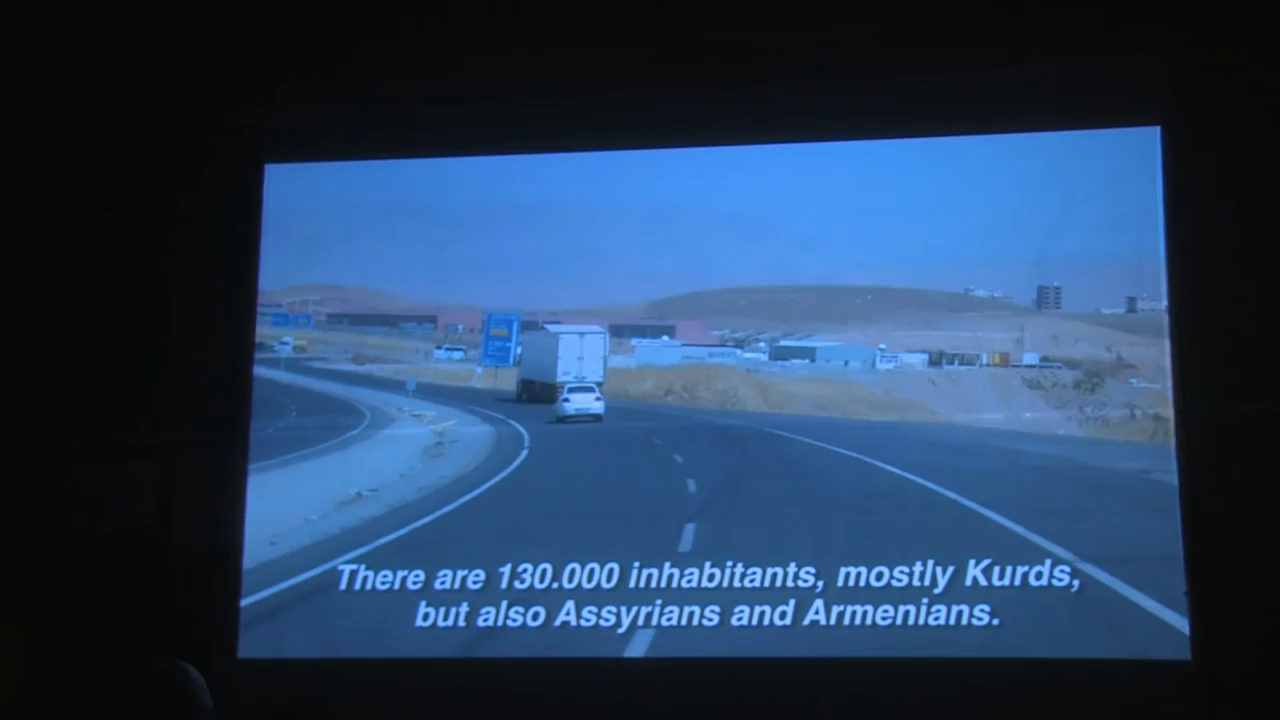 There are 130.000 inhabitants, mostly Kurds,
but also Assyrians and Armenians.